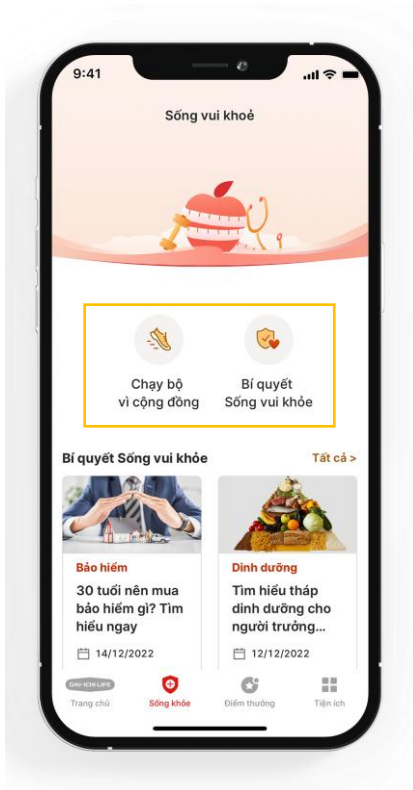 9:41
Sống vui khoẻ
Chạy bộ
vì cộng đồng
Bí quyết
Sống vui khỏe
Bí quyết Sống vui khỏe
Tất cả >
Bảo hiểm
30 tuổi nên mua
bảo hiểm gì? Tìm
hiểu ngay
14/12/2022
Dinh dưỡng
Tìm hiểu tháp
dinh dưỡng cho
người trưởng...
12/12/2022
DAI-ICHI LIFE
Trang chủ
Sống khỏe
Điểm thưởng
Tiện ích